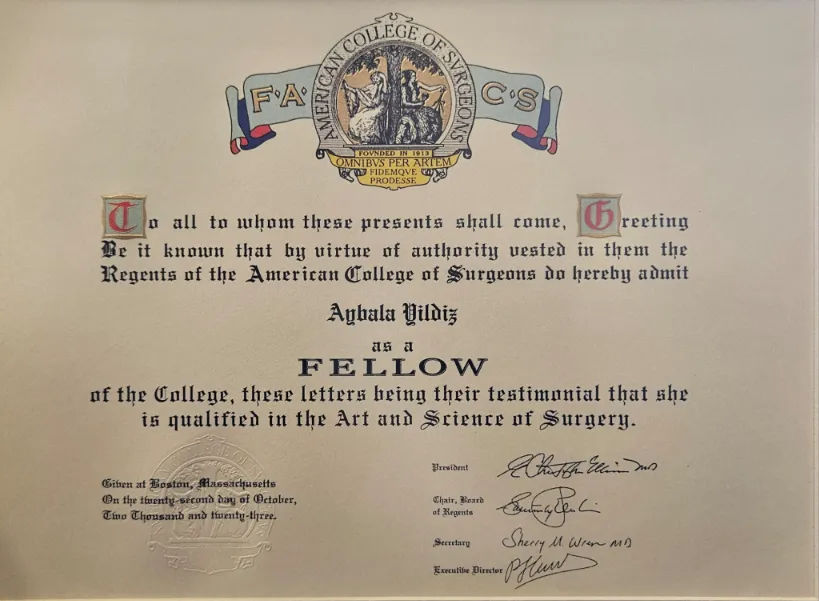 AMERICAN COLLEGE OF SVRGEONS
F·A· C·S
FOUNDED IN 1913
OMNIBVS PER ARTEM
FIDEMQVE
PRODESSE
To all to whom these presents shall come, Greeting
Be it known that by virtue of authority vested in them the
Regents of the American College of Surgeons do hereby admit
Aybala Yildiz
as a
FELLOW
of the College, these letters being their testimonial that she
is qualified in the Art and Science of Surgery.
Given at Boston, Massachusetts
On the twenty-second day of October,
Two Thousand and twenty-three.
President
Chair, Board
of Regents
Secretary Sherry M. Wren MD
Executive Director